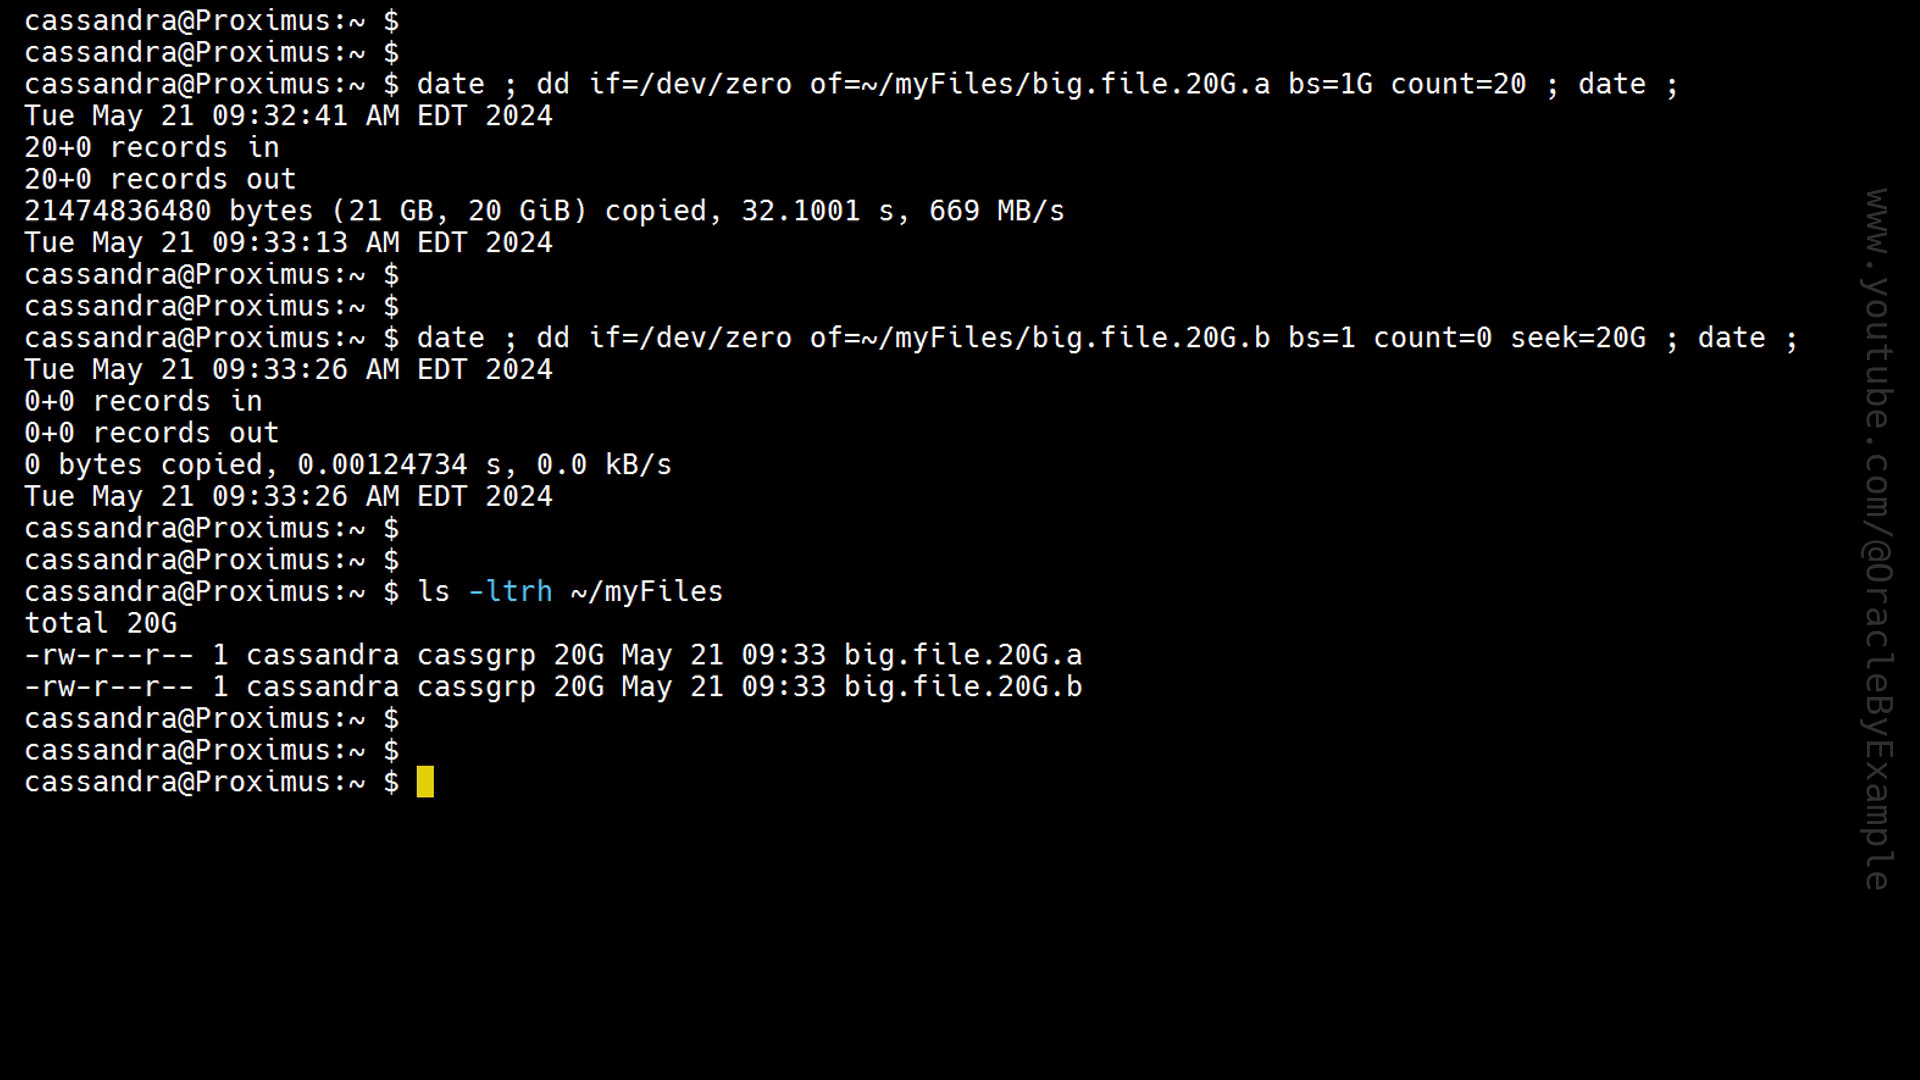 cassandra@Proximus:~ $
cassandra@Proximus:~ $
cassandra@Proximus:~ $ date ; dd if=/dev/zero of=~/myFiles/big.file.20G.a bs=1G count=20 ; date ;
Tue May 21 09:32:41 AM EDT 2024
20+0 records in
20+0 records out
21474836480 bytes (21 GB, 20 GiB) copied, 32.1001 s, 669 MB/s
Tue May 21 09:33:13 AM EDT 2024
cassandra@Proximus:~ $
cassandra@Proximus:~ $
cassandra@Proximus:~ $ date ; dd if=/dev/zero of=~/myFiles/big.file.20G.b bs=1 count=0 seek=20G ; date ;
Tue May 21 09:33:26 AM EDT 2024
0+0 records in
0+0 records out
0 bytes copied, 0.00124734 s, 0.0 kB/s
Tue May 21 09:33:26 AM EDT 2024
cassandra@Proximus:~ $
cassandra@Proximus:~ $
cassandra@Proximus:~ $ ls -ltrh ~/myFiles
total 20G
-rw-r--r-- 1 cassandra cassgrp 20G May 21 09:33 big.file.20G.a
-rw-r--r-- 1 cassandra cassgrp 20G May 21 09:33 big.file.20G.b
cassandra@Proximus:~ $
cassandra@Proximus:~ $
cassandra@Proximus:~ $
www.youtube.com/@OracleByExample